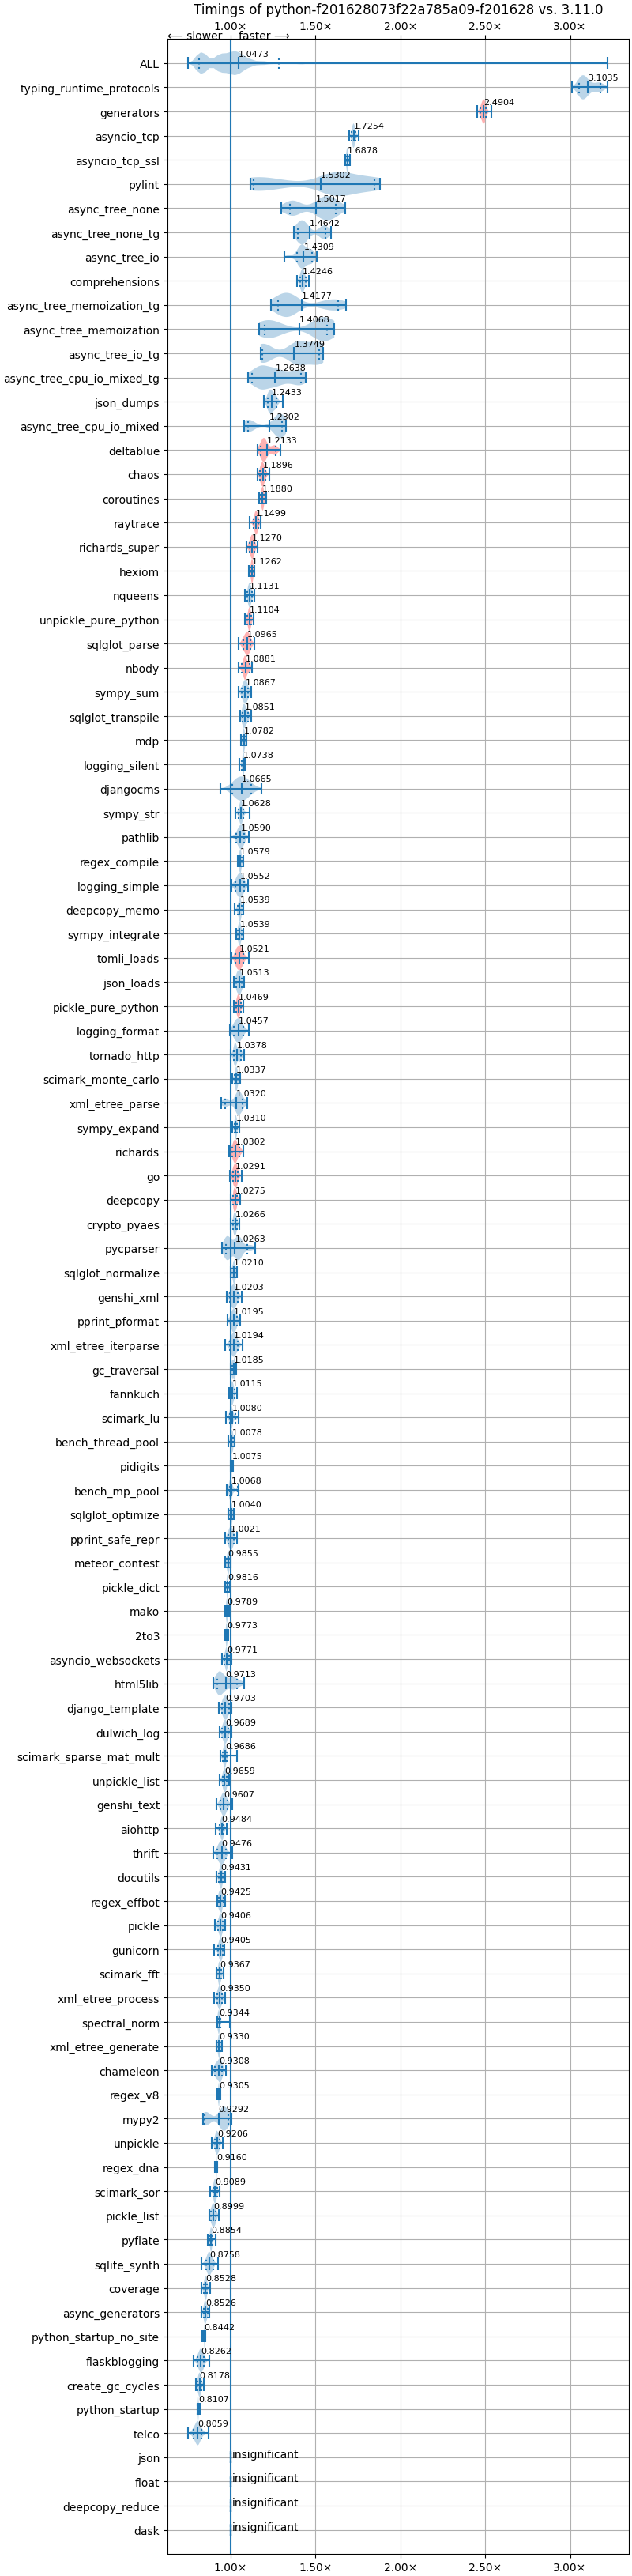 Timings of python-f201628073f22a785a09-f201628 vs. 3.11.0
1.00× 1.50× 2.00× 2.50× 3.00×
⟵ slower faster ⟶
ALL 1.0473
typing_runtime_protocols 3.1035
generators 2.4904
asyncio_tcp 1.7254
asyncio_tcp_ssl 1.6878
pylint 1.5302
async_tree_none 1.5017
async_tree_none_tg 1.4642
async_tree_io 1.4309
comprehensions 1.4246
async_tree_memoization_tg 1.4177
async_tree_memoization 1.4068
async_tree_io_tg 1.3749
async_tree_cpu_io_mixed_tg 1.2638
json_dumps 1.2433
async_tree_cpu_io_mixed 1.2302
deltablue 1.2133
chaos 1.1896
coroutines 1.1880
raytrace 1.1499
richards_super 1.1270
hexiom 1.1262
nqueens 1.1131
unpickle_pure_python 1.1104
sqlglot_parse 1.0965
nbody 1.0881
sympy_sum 1.0867
sqlglot_transpile 1.0851
mdp 1.0782
logging_silent 1.0738
djangocms 1.0665
sympy_str 1.0628
pathlib 1.0590
regex_compile 1.0579
logging_simple 1.0552
deepcopy_memo 1.0539
sympy_integrate 1.0539
tomli_loads 1.0521
json_loads 1.0513
pickle_pure_python 1.0469
logging_format 1.0457
tornado_http 1.0378
scimark_monte_carlo 1.0337
xml_etree_parse 1.0320
sympy_expand 1.0310
richards 1.0302
go 1.0291
deepcopy 1.0275
crypto_pyaes 1.0266
pycparser 1.0263
sqlglot_normalize 1.0210
genshi_xml 1.0203
pprint_pformat 1.0195
xml_etree_iterparse 1.0194
gc_traversal 1.0185
fannkuch 1.0115
scimark_lu 1.0080
bench_thread_pool 1.0078
pidigits 1.0075
bench_mp_pool 1.0068
sqlglot_optimize 1.0040
pprint_safe_repr 1.0021
meteor_contest 0.9855
pickle_dict 0.9816
mako 0.9789
2to3 0.9773
asyncio_websockets 0.9771
html5lib 0.9713
django_template 0.9703
dulwich_log 0.9689
scimark_sparse_mat_mult 0.9686
unpickle_list 0.9659
genshi_text 0.9607
aiohttp 0.9484
thrift 0.9476
docutils 0.9431
regex_effbot 0.9425
pickle 0.9406
gunicorn 0.9405
scimark_fft 0.9367
xml_etree_process 0.9350
spectral_norm 0.9344
xml_etree_generate 0.9330
chameleon 0.9308
regex_v8 0.9305
mypy2 0.9292
unpickle 0.9206
regex_dna 0.9160
scimark_sor 0.9089
pickle_list 0.8999
pyflate 0.8854
sqlite_synth 0.8758
coverage 0.8528
async_generators 0.8526
python_startup_no_site 0.8442
flaskblogging 0.8262
create_gc_cycles 0.8178
python_startup 0.8107
telco 0.8059
json insignificant
float insignificant
deepcopy_reduce insignificant
dask insignificant
1.00× 1.50× 2.00× 2.50× 3.00×